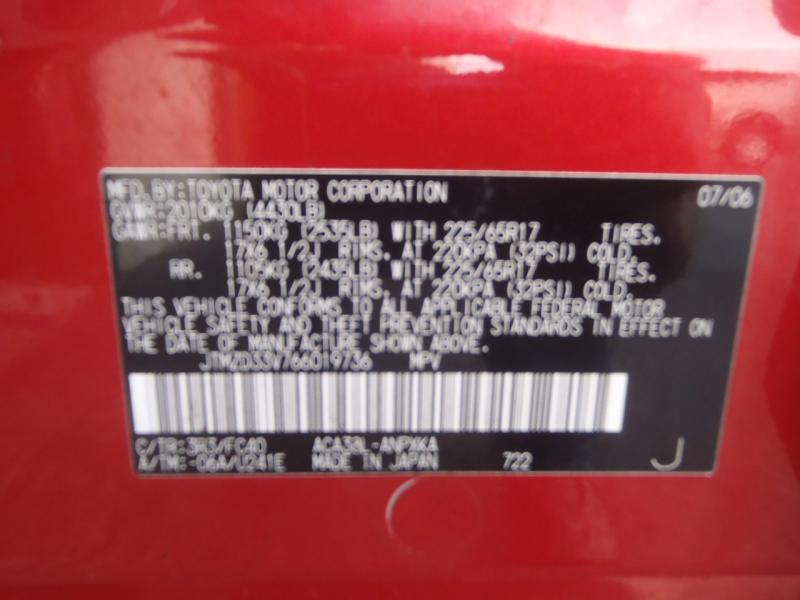 MFD.BY:TOYOTA MOTOR CORPORATION 07/06
GVWR:2010KG (4430LB)
GAWR:FRT. 1150KG (2535LB) WITH 225/65R17 TIRES.
17X6 1/2J RIMS. AT 220KPA (32PSI) COLD.
RR. 1105KG (2435LB) WITH 225/65R17 TIRES.
17X6 1/2J RIMS. AT 220KPA (32PSI) COLD.
THIS VEHICLE CONFORMS TO ALL APPLICABLE FEDERAL MOTOR
VEHICLE SAFETY AND THEFT PREVENTION STANDARDS IN EFFECT ON
THE DATE OF MANUFACTURE SHOWN ABOVE.
JTMZD33V766019736 MPV
C/TR:3R3/FC40 ACA38L-ANPXKA
A/TM:-06A/U241E MADE IN JAPAN 722 J